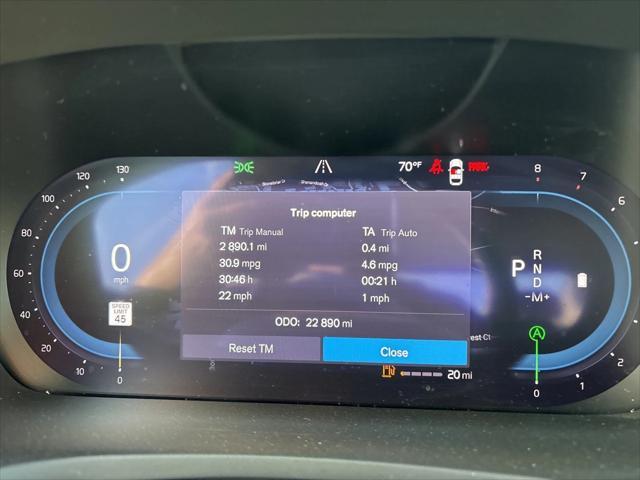 120
130
70°F
8
7
6
100
80
60
40
20
10
0
Trip computer
TM Trip Manual
TA Trip Auto
2 890.1 mi
0.4 mi
30.9 mpg
4.6 mpg
30:46 h
00:21 h
22 mph
1 mph
ODO: 22 890 mi
Reset TM
Close
0
mph
SPEED
LIMIT
45
P
R
N
D
-M+
A
est Ct
20 mi
2
1
0